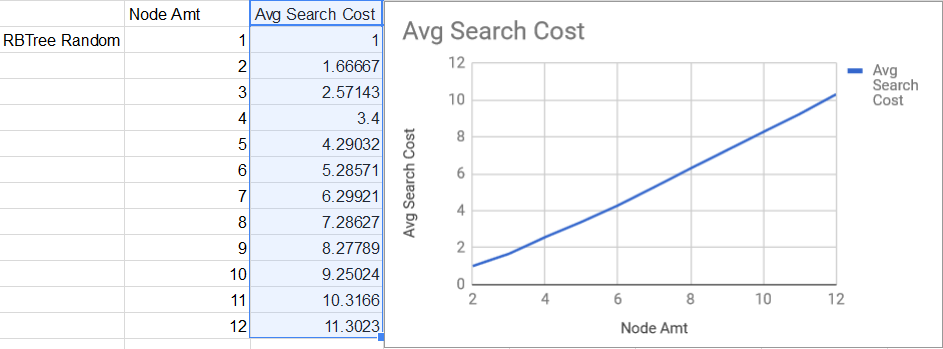 Node Amt Avg Search Cost
RBTree Random 1 1
2 1.66667
3 2.57143
4 3.4
5 4.29032
6 5.28571
7 6.29921
8 7.28627
9 8.27789
10 9.25024
11 10.3166
12 11.3023
Avg Search Cost
Avg Search Cost
12
10
8
6
4
2
0
2 4 6 8 10 12
Node Amt
Avg
Search
Cost